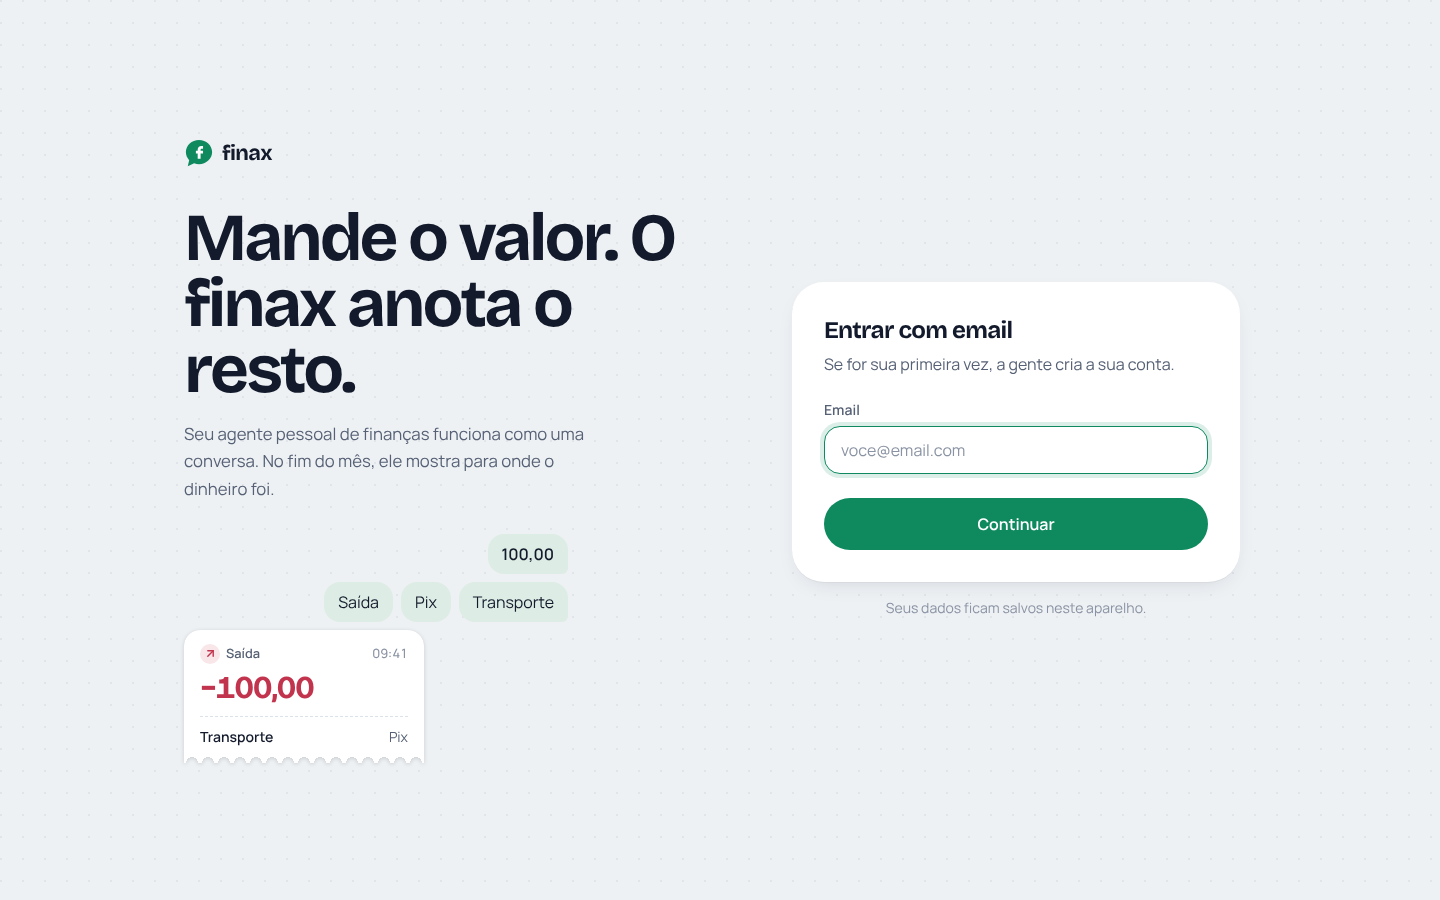 finax
Mande o valor. O
finax anota o
resto.
Seu agente pessoal de finanças funciona como uma
conversa. No fim do mês, ele mostra para onde o
dinheiro foi.
100,00
Saída
Pix
Transporte
Saída
09:41
−100,00
Transporte
Pix
Entrar com email
Se for sua primeira vez, a gente cria a sua conta.
Email
voce@email.com
Continuar
Seus dados ficam salvos neste aparelho.